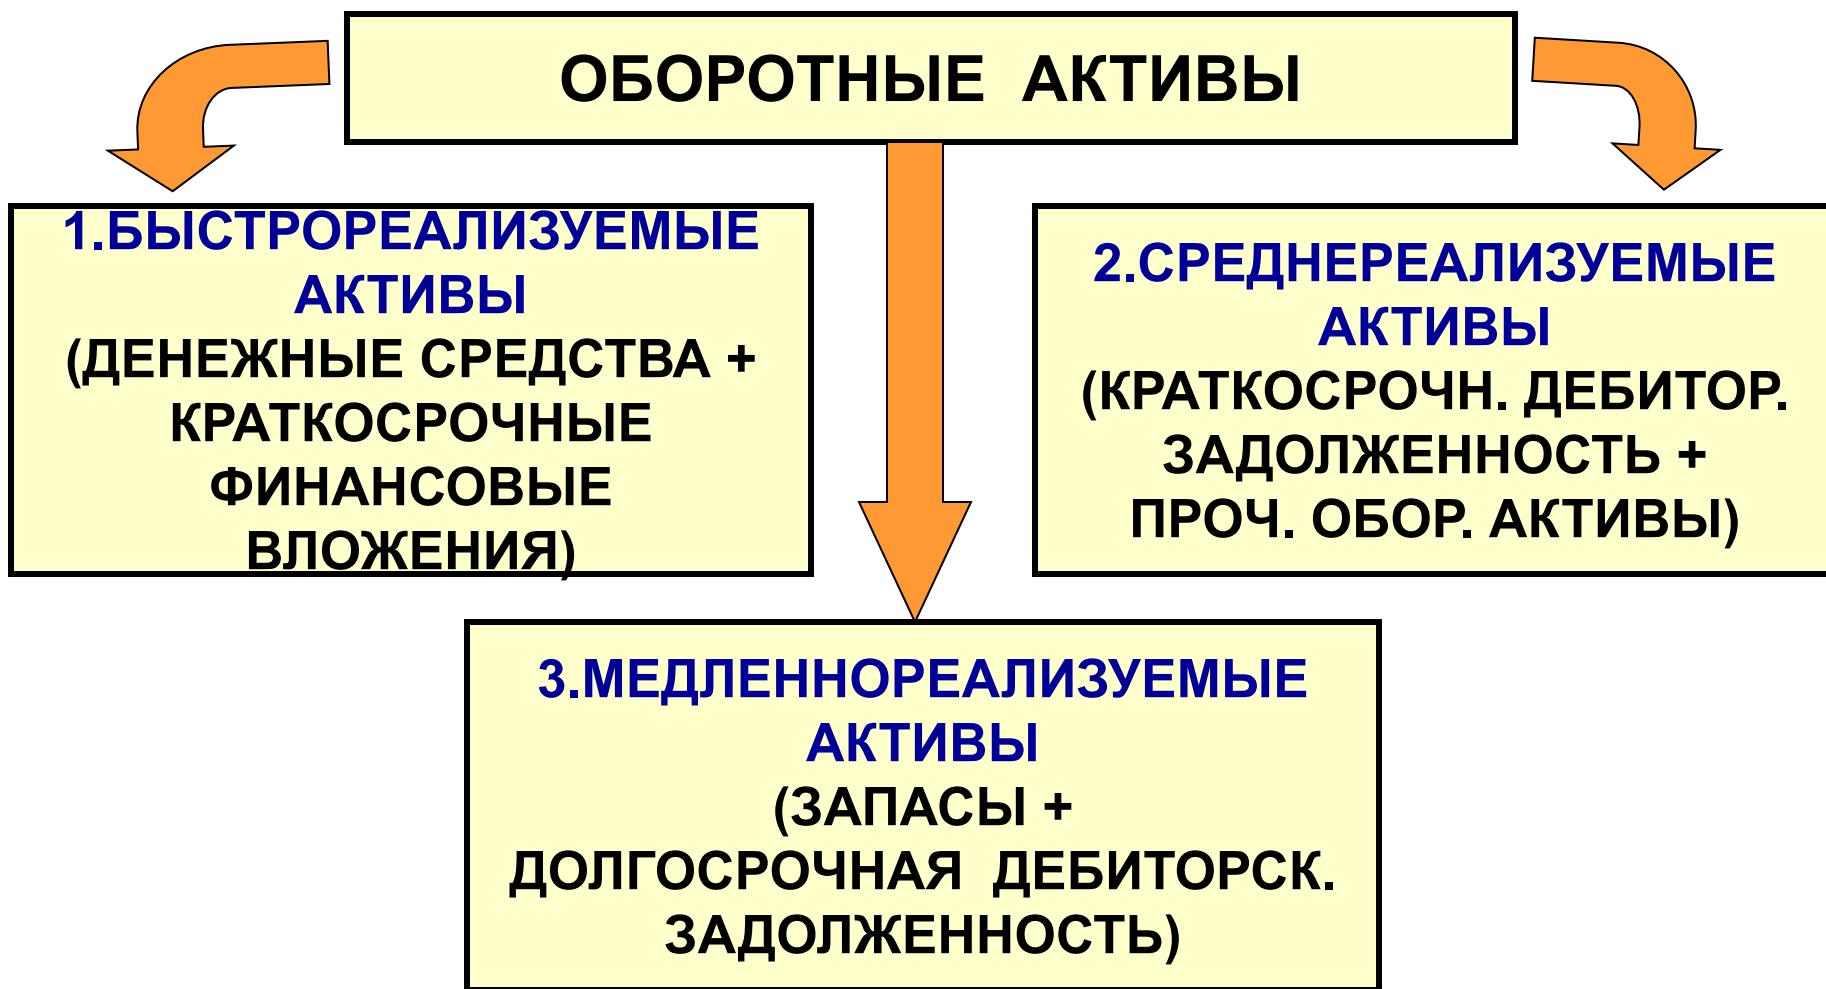 ОБОРОТНЫЕ АКТИВЫ
1.БЫСТРОРЕАЛИЗУЕМЫЕ
АКТИВЫ
(ДЕНЕЖНЫЕ СРЕДСТВА +
КРАТКОСРОЧНЫЕ
ФИНАНСОВЫЕ
ВЛОЖЕНИЯ)
2.СРЕДНЕРЕАЛИЗУЕМЫЕ
АКТИВЫ
(КРАТКОСРОЧН. ДЕБИТОР.
ЗАДОЛЖЕННОСТЬ +
ПРОЧ. ОБОР. АКТИВЫ)
3.МЕДЛЕННОРЕАЛИЗУЕМЫЕ
АКТИВЫ
(ЗАПАСЫ +
ДОЛГОСРОЧНАЯ ДЕБИТОРСК.
ЗАДОЛЖЕННОСТЬ)